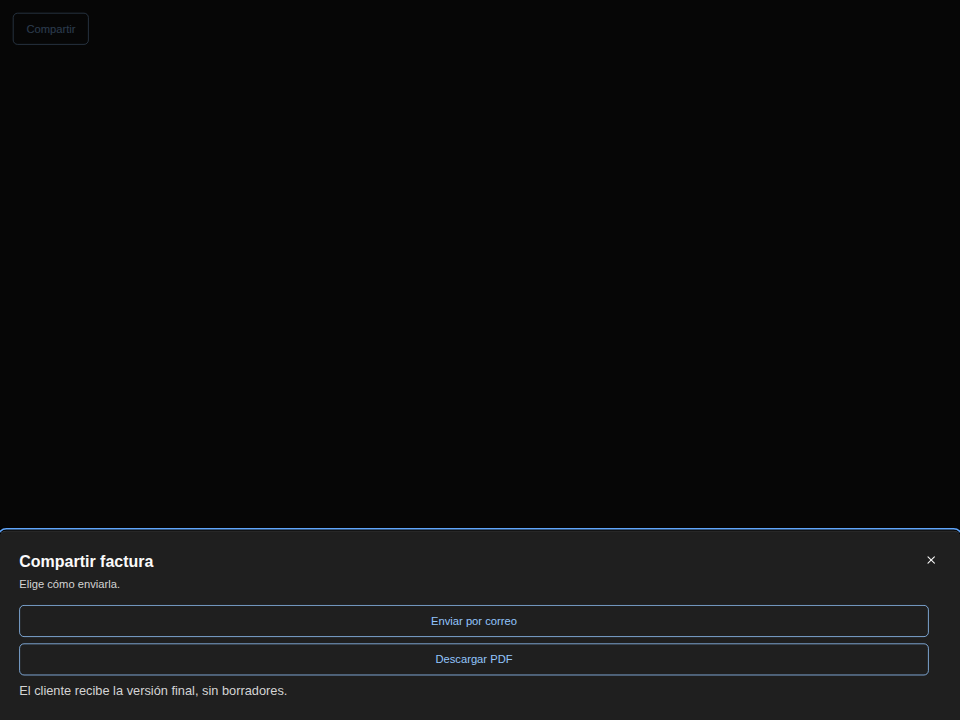 Compartir
Compartir factura
Elige cómo enviarla.
Enviar por correo
Descargar PDF
El cliente recibe la versión final, sin borradores.